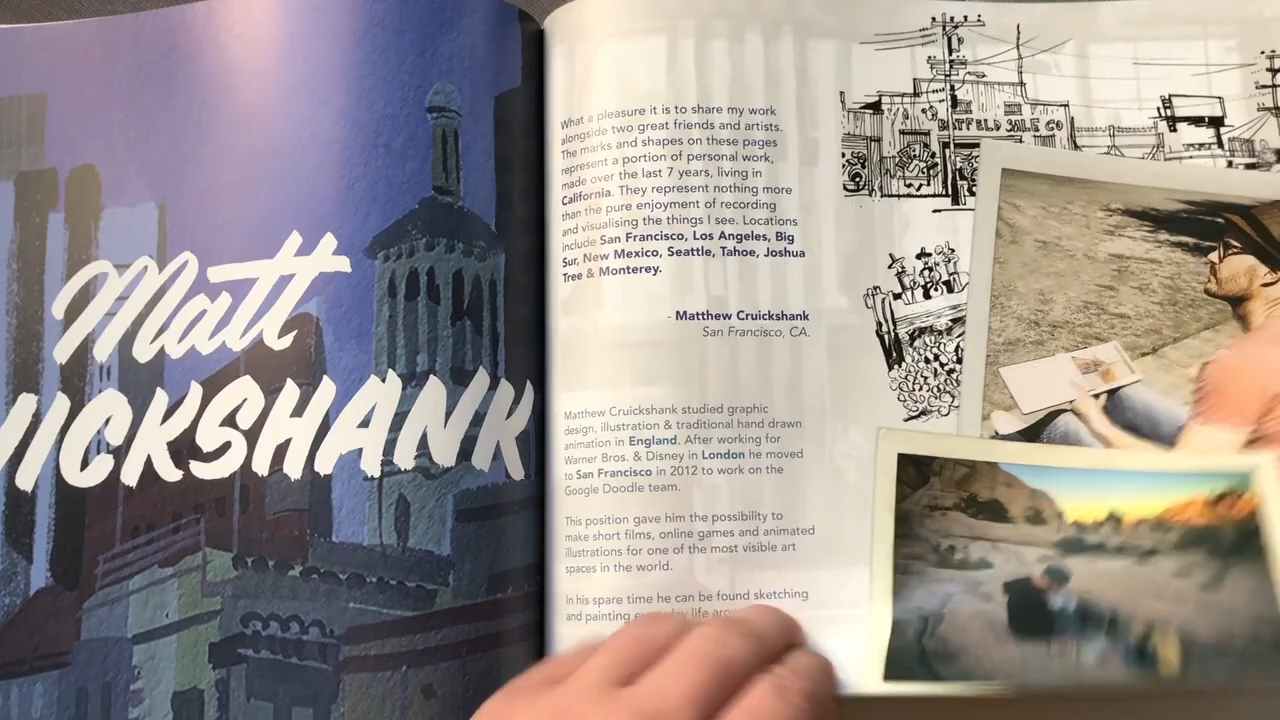 Matt
UICKSHANK
What a pleasure it is to share my work
alongside two great friends and artists.
The marks and shapes on these pages
represent a portion of personal work,
made over the last 7 years, living in
California. They represent nothing more
than the pure enjoyment of recording
and visualising the things I see. Locations
include San Francisco, Los Angeles, Big
Sur, New Mexico, Seattle, Tahoe, Joshua
Tree & Monterey.
- Matthew Cruickshank
San Francisco, CA.
Matthew Cruickshank studied graphic
design, illustration & traditional hand drawn
animation in England. After working for
Warner Bros. & Disney in London he moved
to San Francisco in 2012 to work on the
Google Doodle team.
This position gave him the possibility to
make short films, online games and animated
illustrations for one of the most visible art
spaces in the world.
In his spare time he can be found sketching
and painting life
SALE CO